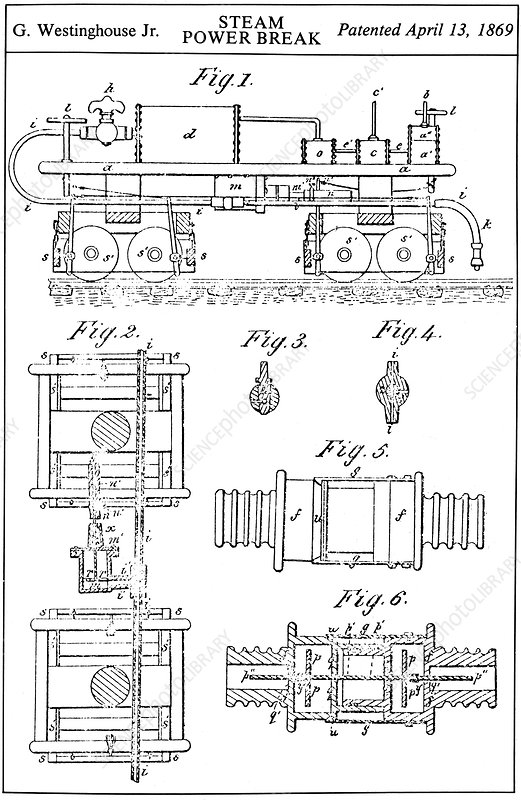 G. Westinghouse Jr.
STEAM
POWER BREAK
Patented April 13, 1869
Fig. 1.
h
l
i
d
c'
b
l
o
e'
c
e
a''
a'
a
a
i
m
m'
n
i
i'
i
k
s
s'
s'
s
s
s'
s'
s
Fig. 2.
i
s
s
s
s
s
s
n'
n
w'
x
m'
i
s
s
s
s
s
s
i
Fig. 3.
Fig. 4.
i
i
Fig. 5.
g
f
u
f
g
Fig. 6.
u
p'
g
p'
p
p
p''
p''
p
p
q'
u
g
SCIENCEphotOLIBRARY